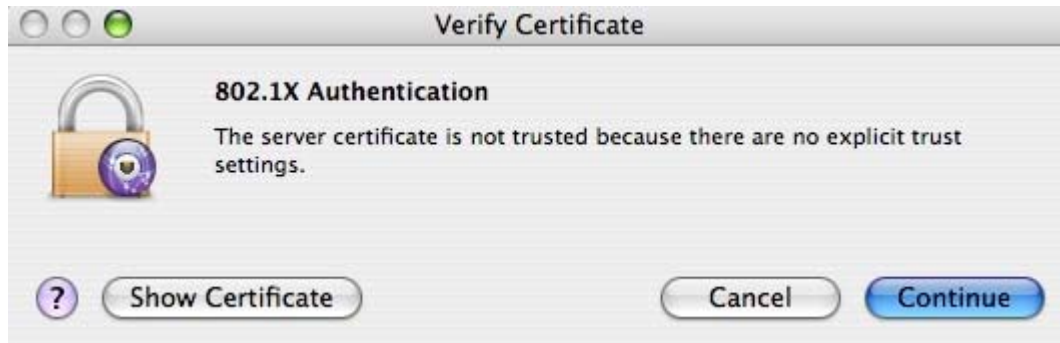 Verify Certificate
802.1X Authentication
The server certificate is not trusted because there are no explicit trust
settings.
?
Show Certificate
Cancel
Continue